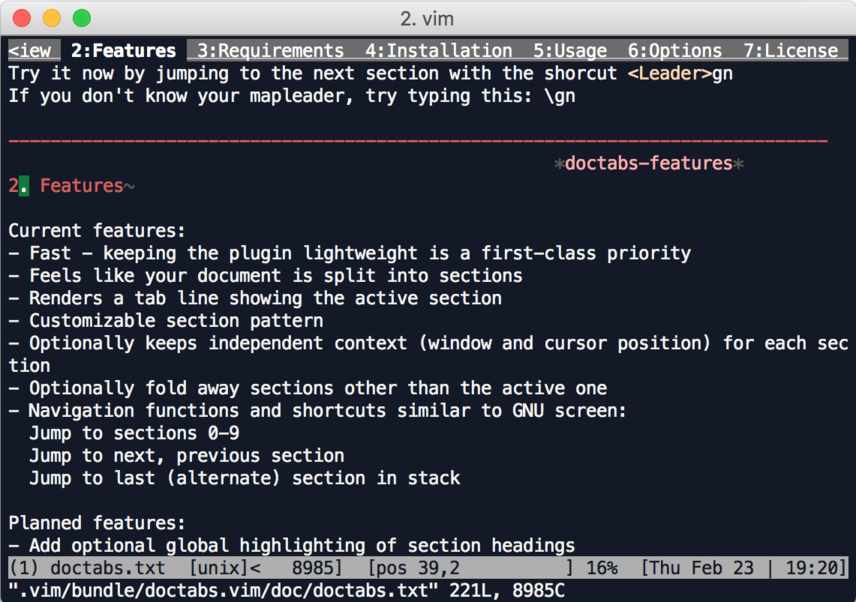 2. vim
<iew 2:Features 3:Requirements 4:Installation 5:Usage 6:Options 7:License
Try it now by jumping to the next section with the shorcut <Leader>gn
If you don't know your mapleader, try typing this: \gn
*doctabs-features*
2. Features~
Current features:
- Fast - keeping the plugin lightweight is a first-class priority
- Feels like your document is split into sections
- Renders a tab line showing the active section
- Customizable section pattern
- Optionally keeps independent context (window and cursor position) for each sec
tion
- Optionally fold away sections other than the active one
- Navigation functions and shortcuts similar to GNU screen:
Jump to sections 0-9
Jump to next, previous section
Jump to last (alternate) section in stack
Planned features:
- Add optional global highlighting of section headings
(1) doctabs.txt [unix]< 8985] [pos 39,2 ] 16% [Thu Feb 23 | 19:20]
".vim/bundle/doctabs.vim/doc/doctabs.txt" 221L, 8985C